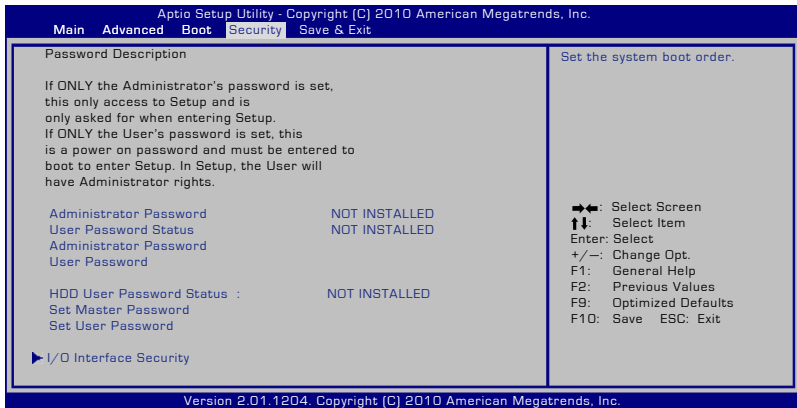 Aptio Setup Utility - Copyright (C) 2010 American Megatrends, Inc.
Main Advanced Boot Security Save & Exit
Password Description
If ONLY the Administrator's password is set,
this only access to Setup and is
only asked for when entering Setup.
If ONLY the User's password is set, this
is a power on password and must be entered to
boot to enter Setup. In Setup, the User will
have Administrator rights.
Administrator Password NOT INSTALLED
User Password Status NOT INSTALLED
Administrator Password
User Password
HDD User Password Status : NOT INSTALLED
Set Master Password
Set User Password
I/O Interface Security
Set the system boot order.
→←: Select Screen
↑↓: Select Item
Enter: Select
+/—: Change Opt.
F1: General Help
F2: Previous Values
F9: Optimized Defaults
F10: Save ESC: Exit
Version 2.01.1204. Copyright (C) 2010 American Megatrends, Inc.